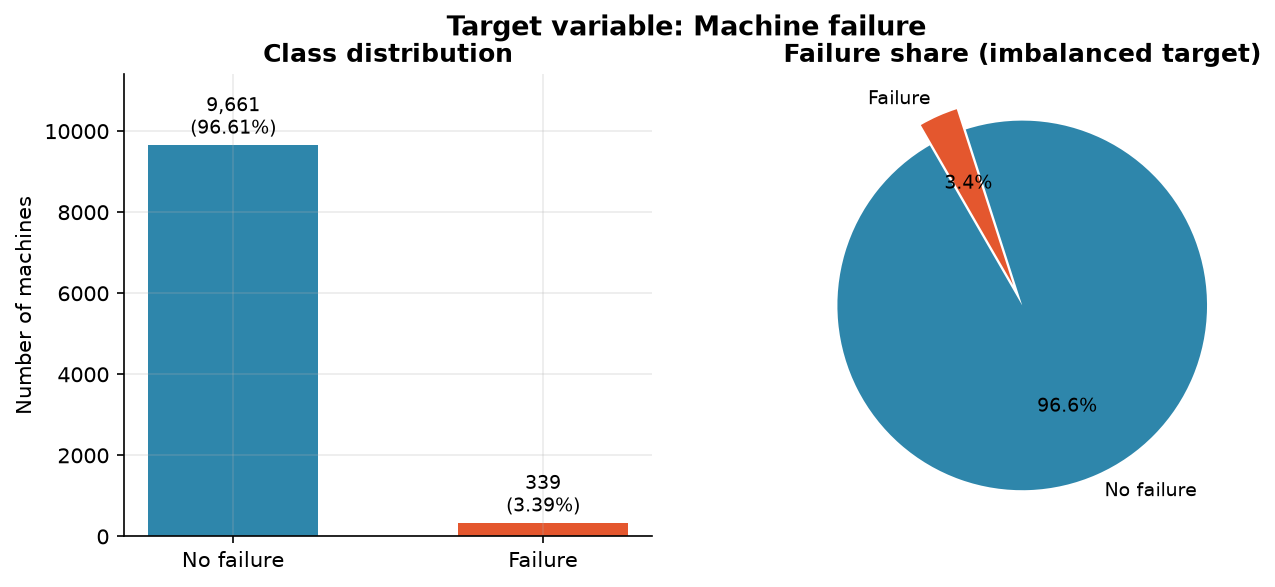 Target variable: Machine failure
Class distribution
Number of machines
10000
8000
6000
4000
2000
0
9,661
(96.61%)
339
(3.39%)
No failure
Failure
Failure share (imbalanced target)
Failure
3.4%
96.6%
No failure